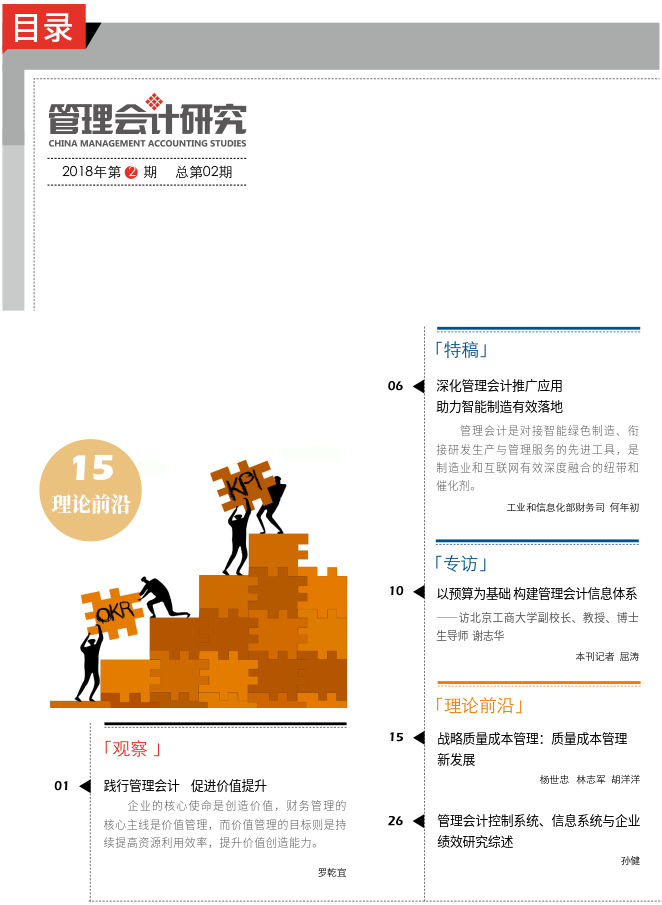 目录
管理会计研究
CHINA MANAGEMENT ACCOUNTING STUDIES
2018年第 2 期 总第02期
15
理论前沿
KPI
OKR
「观察 」
01 践行管理会计 促进价值提升
企业的核心使命是创造价值，财务管理的
核心主线是价值管理，而价值管理的目标则是持
续提高资源利用效率，提升价值创造能力。
罗乾宜
「特稿」
06 深化管理会计推广应用
助力智能制造有效落地
管理会计是对接智能绿色制造、衔
接研发生产与管理服务的先进工具，是
制造业和互联网有效深度融合的纽带和
催化剂。
工业和信息化部财务司 何年初
「专访」
10 以预算为基础 构建管理会计信息体系
——访北京工商大学副校长、教授、博士
生导师 谢志华
本刊记者 屈涛
「理论前沿」
15 战略质量成本管理：质量成本管理
新发展
杨世忠 林志军 胡洋洋
26 管理会计控制系统、信息系统与企业
绩效研究综述
孙健